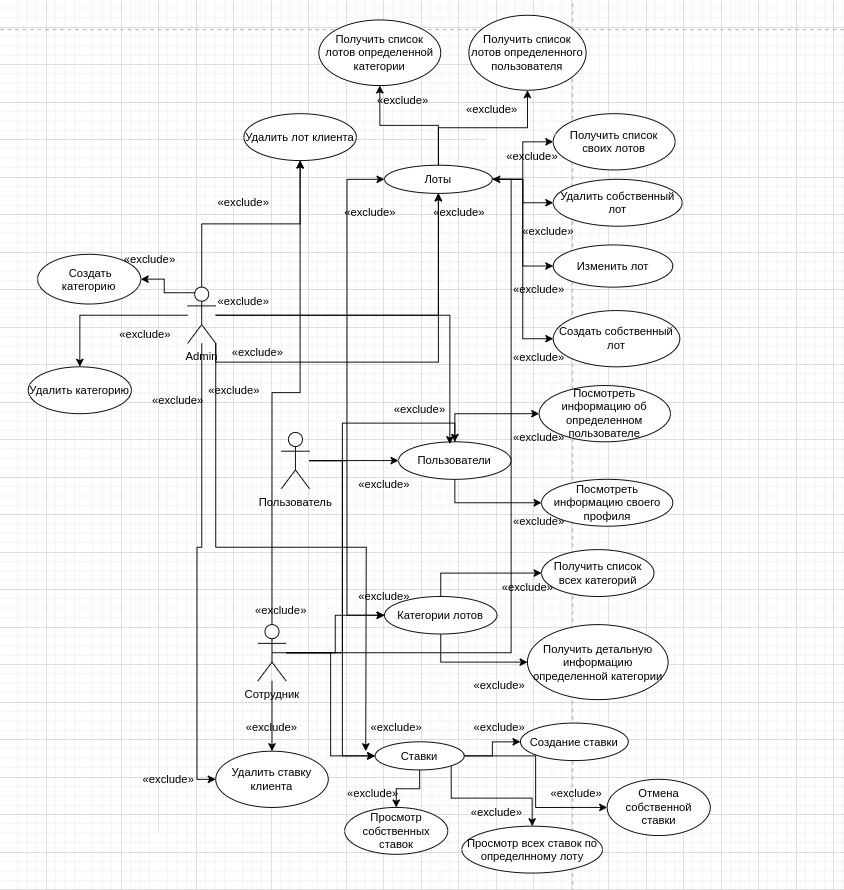 Получить список
лотов определенной
категории
Получить список
лотов определенного
пользователя
«exclude»
«exclude»
Удалить лот клиента
Получить список
своих лотов
«exclude»
Лоты
Удалить собственный
лот
«exclude»
«exclude»
«exclude»
«exclude»
Создать
категорию
«exclude»
Изменить лот
«exclude»
«exclude»
Создать собственный
лот
«exclude»
«exclude»
Admin
«exclude»
Удалить категорию
«exclude»
«exclude»
Посмотреть
информацию об
определенном
пользователе
«exclude»
«exclude»
Пользователи
«exclude»
Пользователь
Посмотреть
информацию своего
профиля
«exclude»
Получить список
всех категорий
«exclude»
«exclude»
«exclude»
Категории лотов
Получить детальную
информацию
определенной категории
«exclude»
Сотрудник
«exclude»
«exclude»
«exclude»
Создание ставки
Ставки
Удалить ставку
клиента
«exclude»
«exclude»
«exclude»
Отмена
собственной
ставки
Просмотр
собственных
ставок
«exclude»
Просмотр всех ставок по
определнному лоту